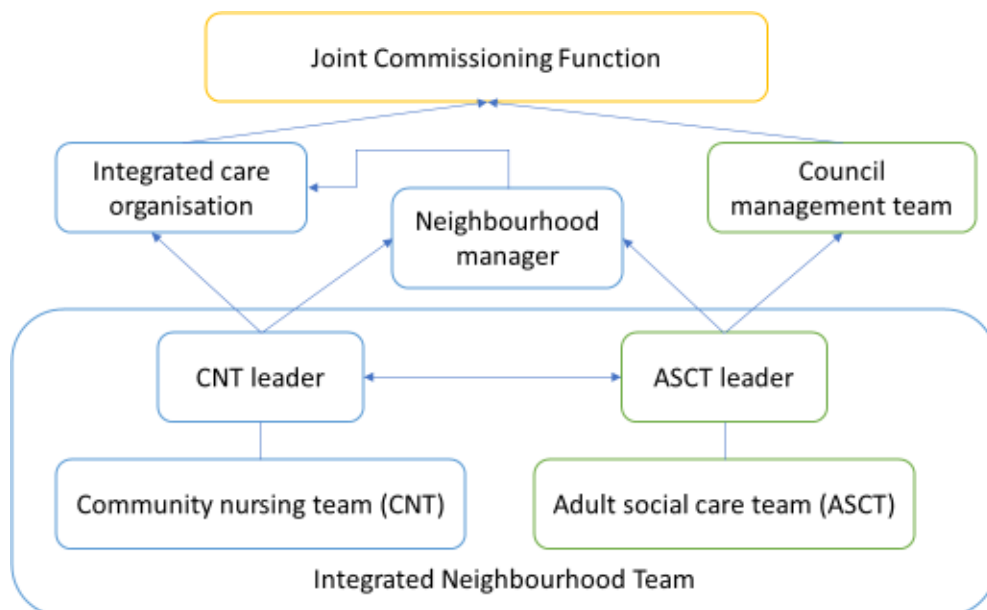 Joint Commissioning Function
Integrated care
organisation
Neighbourhood
manager
Council
management team
CNT leader
ASCT leader
Community nursing team (CNT)
Adult social care team (ASCT)
Integrated Neighbourhood Team